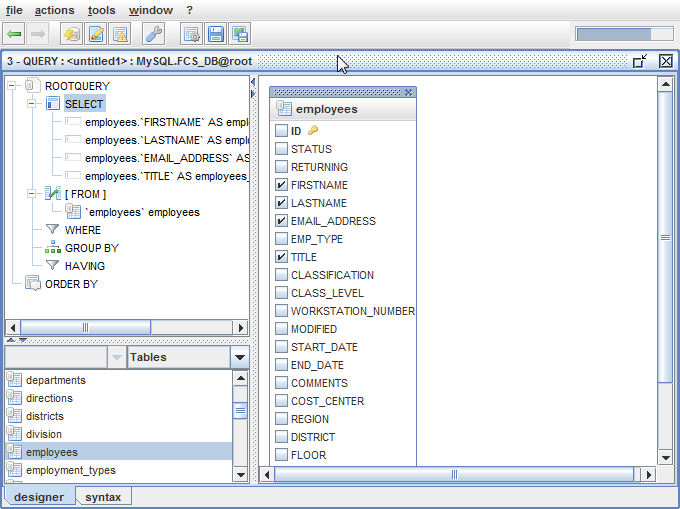 file actions tools window ?
3 - QUERY : <untitled1> : MySQL.FCS_DB@root
ROOTQUERY
SELECT
employees.`FIRSTNAME` AS empl
employees.`LASTNAME` AS emplo
employees.`EMAIL_ADDRESS` AS
employees.`TITLE` AS employees_
[ FROM ]
`employees` employees
WHERE
GROUP BY
HAVING
ORDER BY
Tables
departments
directions
districts
division
employees
employment_types
employees
ID
STATUS
RETURNING
FIRSTNAME
LASTNAME
EMAIL_ADDRESS
EMP_TYPE
TITLE
CLASSIFICATION
CLASS_LEVEL
WORKSTATION_NUMBER
MODIFIED
START_DATE
END_DATE
COMMENTS
COST_CENTER
REGION
DISTRICT
FLOOR
designer syntax